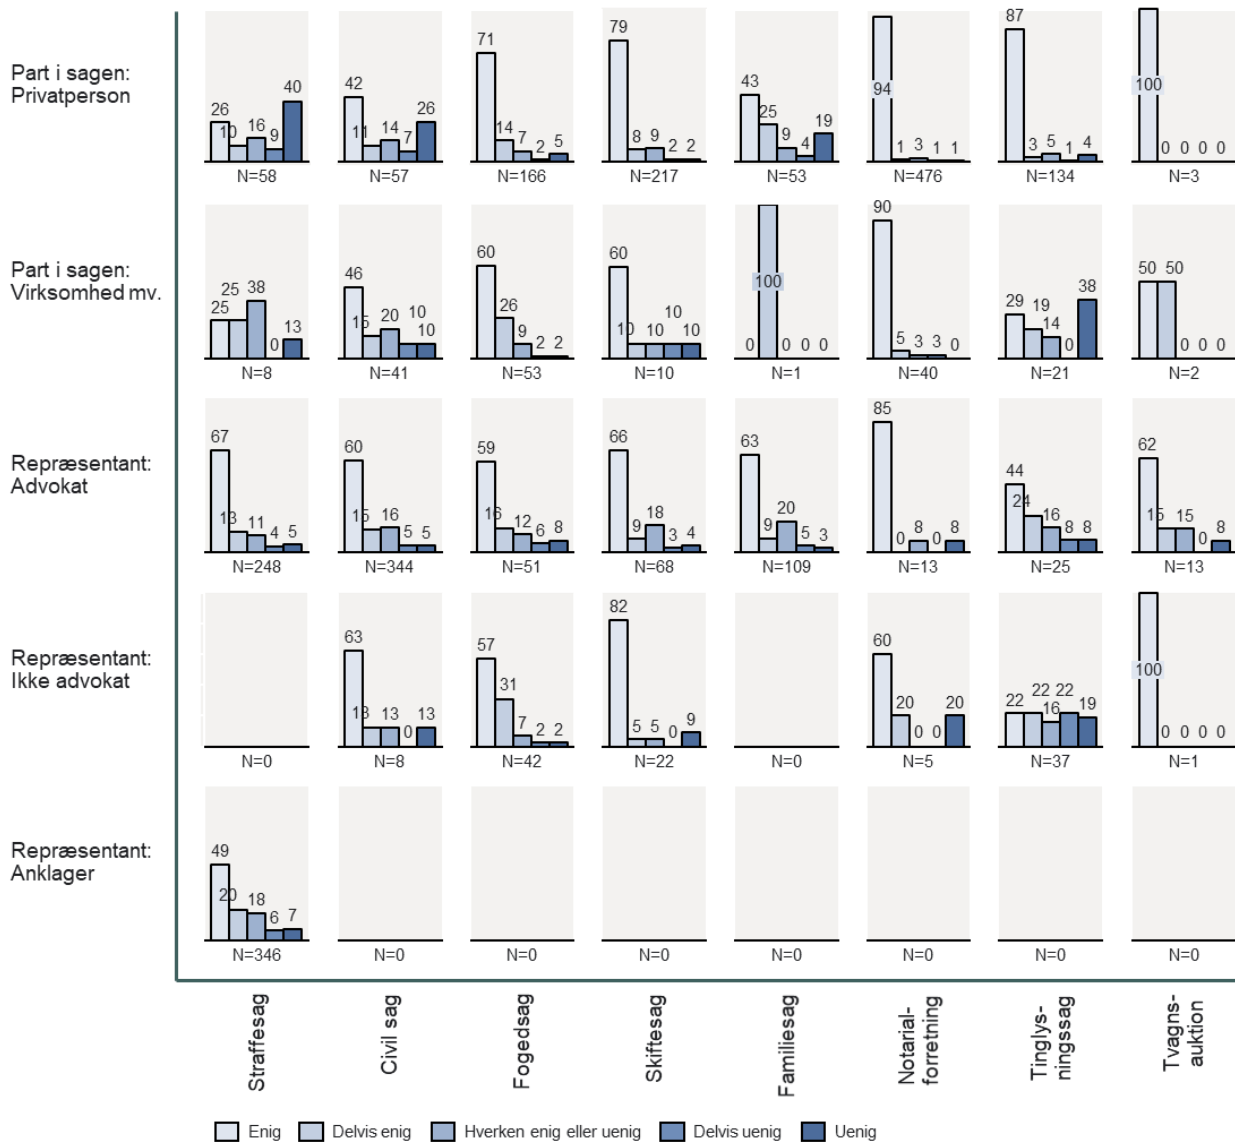 Part i sagen:
Privatperson
26 10 16 9 40
42 11 14 7 26
71 14 7 2 5
79 8 9 2 2
43 25 9 4 19
94 1 3 1 1
87 3 5 1 4
100 0 0 0 0
N=58 N=57 N=166 N=217 N=53 N=476 N=134 N=3
Part i sagen:
Virksomhed mv.
25 25 38 0 13
46 15 20 10 10
60 26 9 2 2
60 10 10 10 10
0 100 0 0 0
90 5 3 3 0
29 19 14 0 38
50 50 0 0 0
N=8 N=41 N=53 N=10 N=1 N=40 N=21 N=2
Repræsentant:
Advokat
67 13 11 4 5
60 15 16 5 5
59 16 12 6 8
66 9 18 3 4
63 9 20 5 3
85 0 8 0 8
44 24 16 8 8
62 15 15 0 8
N=248 N=344 N=51 N=68 N=109 N=13 N=25 N=13
Repræsentant:
Ikke advokat
63 13 13 0 13
57 31 7 2 2
82 5 5 0 9
60 20 0 0 20
22 22 16 22 19
100 0 0 0 0
N=0 N=8 N=42 N=22 N=0 N=5 N=37 N=1
Repræsentant:
Anklager
49 20 18 6 7
N=346 N=0 N=0 N=0 N=0 N=0 N=0 N=0
Straffesag
Civil sag
Fogedsag
Skiftesag
Familiesag
Notarial-
forretning
Tinglys-
ningssag
Tvagns-
auktion
Enig Delvis enig Hverken enig eller uenig Delvis uenig Uenig